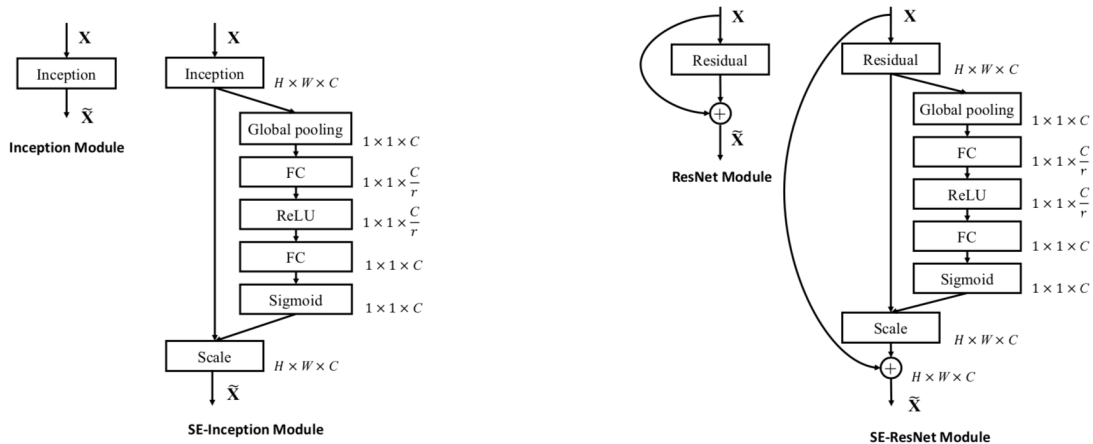 X
Inception
X̃
Inception Module
X
Inception
H × W × C
Global pooling
1 × 1 × C
FC
1 × 1 × C/r
ReLU
1 × 1 × C/r
FC
1 × 1 × C
Sigmoid
1 × 1 × C
Scale
H × W × C
X̃
SE-Inception Module
X
Residual
+
X̃
ResNet Module
X
Residual
H × W × C
Global pooling
1 × 1 × C
FC
1 × 1 × C/r
ReLU
1 × 1 × C/r
FC
1 × 1 × C
Sigmoid
1 × 1 × C
Scale
H × W × C
+
H × W × C
X̃
SE-ResNet Module